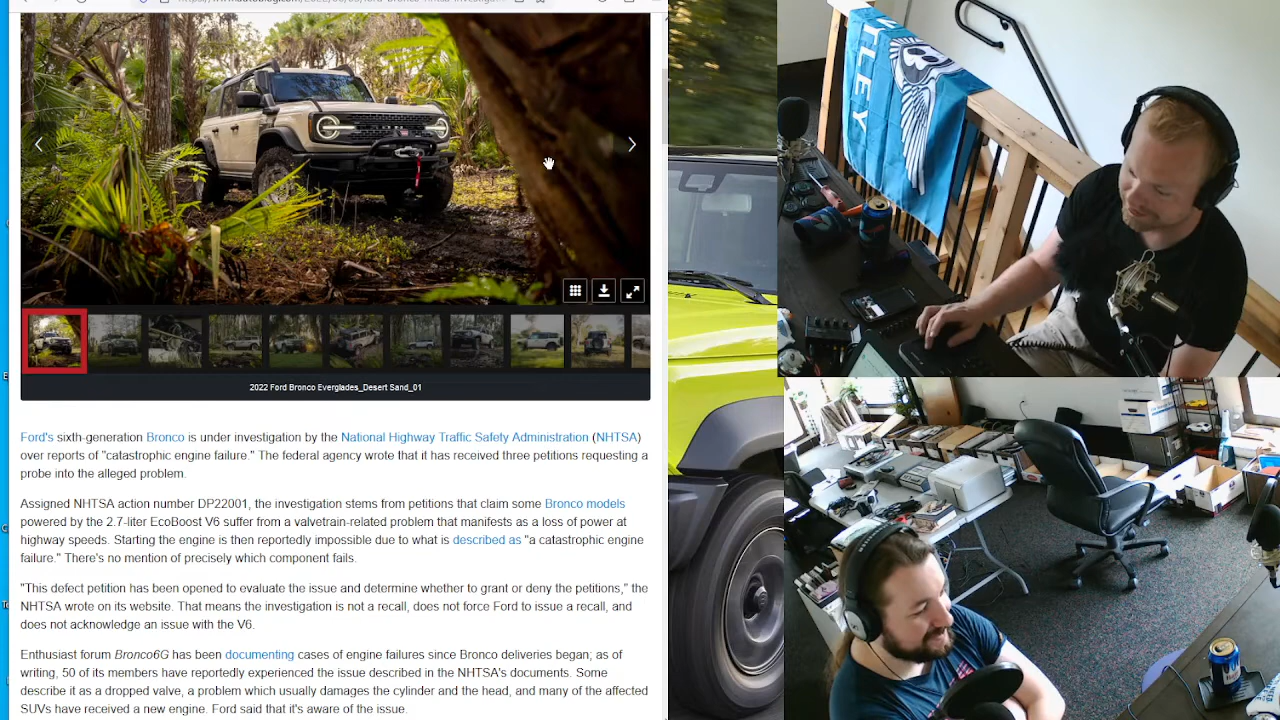 2022 Ford Bronco Everglades_Desert Sand_01
Ford's sixth-generation Bronco is under investigation by the National Highway Traffic Safety Administration (NHTSA)
over reports of "catastrophic engine failure." The federal agency wrote that it has received three petitions requesting a
probe into the alleged problem.
Assigned NHTSA action number DP22001, the investigation stems from petitions that claim some Bronco models
powered by the 2.7-liter EcoBoost V6 suffer from a valvetrain-related problem that manifests as a loss of power at
highway speeds. Starting the engine is then reportedly impossible due to what is described as "a catastrophic engine
failure." There's no mention of precisely which component fails.
"This defect petition has been opened to evaluate the issue and determine whether to grant or deny the petitions," the
NHTSA wrote on its website. That means the investigation is not a recall, does not force Ford to issue a recall, and
does not acknowledge an issue with the V6.
Enthusiast forum Bronco6G has been documenting cases of engine failures since Bronco deliveries began; as of
writing, 50 of its members have reportedly experienced the issue described in the NHTSA's documents. Some
describe it as a dropped valve, a problem which usually damages the cylinder and the head, and many of the affected
SUVs have received a new engine. Ford said that it's aware of the issue.
NTLEY